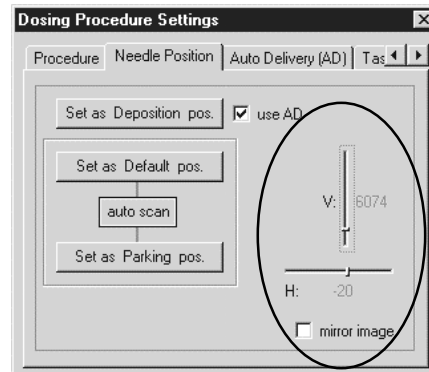 Dosing Procedure Settings
Procedure Needle Position Auto Delivery (AD) Tas
Set as Deposition pos. use AD
Set as Default pos.
auto scan
V: 6074
Set as Parking pos.
H: -20
mirror image